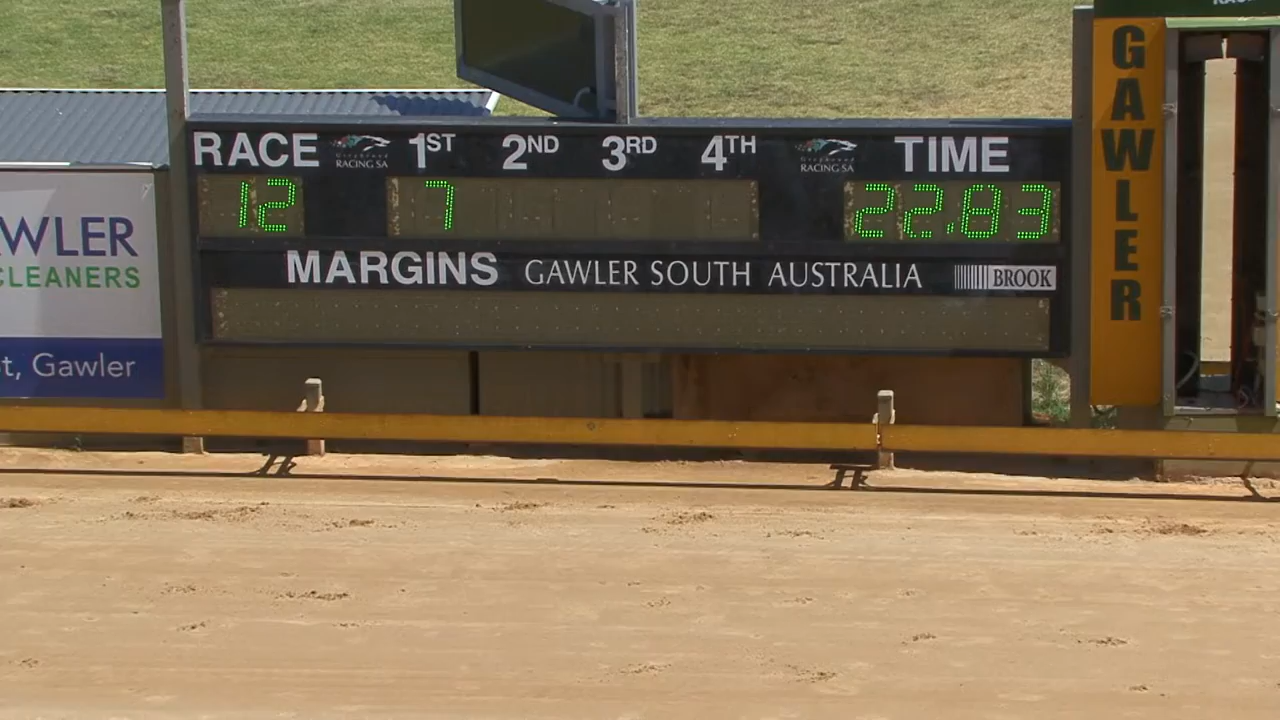 RACE
Greyhound
RACING SA
1ST
2ND
3RD
4TH
Greyhound
RACING SA
TIME
12
7
22.83
MARGINS
GAWLER SOUTH AUSTRALIA
BROOK
WLER
CLEANERS
t, Gawler
GAWLER